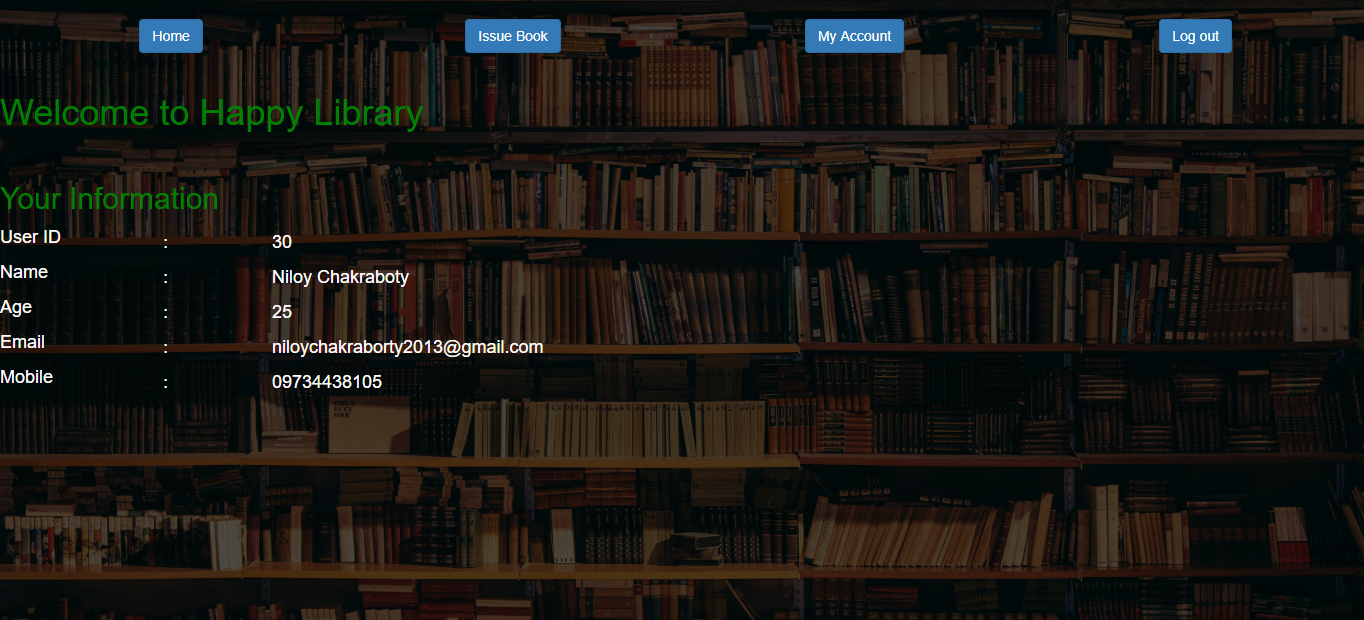 Home Issue Book My Account Log out
Welcome to Happy Library
Your Information
User ID : 30
Name : Niloy Chakraboty
Age : 25
Email : niloychakraborty2013@gmail.com
Mobile : 09734438105